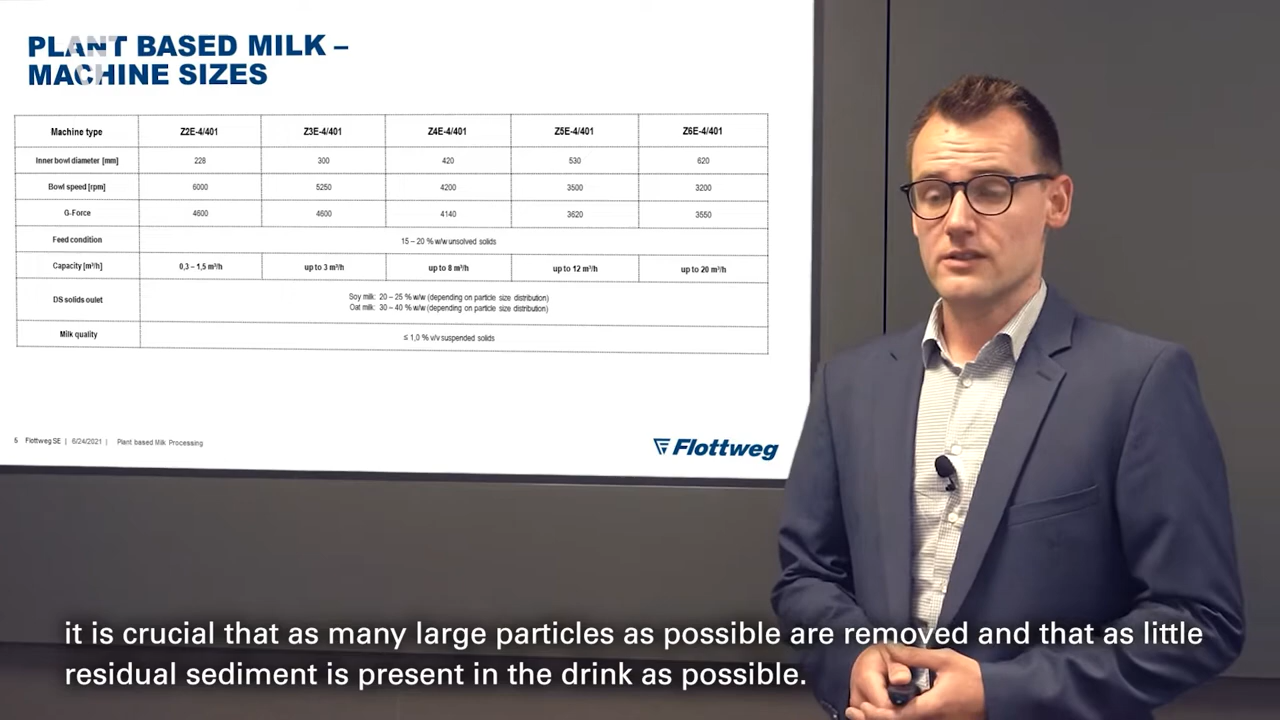 PLANT BASED MILK –
MACHINE SIZES
Machine type Z2E-4/401 Z3E-4/401 Z4E-4/401 Z5E-4/401 Z6E-4/401
Inner bowl diameter [mm] 228 300 420 530 620
Bowl speed [rpm] 6000 5250 4200 3500 3200
G-Force 4600 4600 4140 3620 3550
Feed condition 15 – 20 % w/w unsolved solids
Capacity [m³/h] 0,3 – 1,5 m³/h up to 3 m³/h up to 8 m³/h up to 12 m³/h up to 20 m³/h
DS solids oulet Soy milk: 20 – 25 % w/w (depending on particle size distribution)
Oat milk: 30 – 40 % w/w (depending on particle size distribution)
Milk quality ≤ 1,0 % v/v suspended solids
5 Flottweg SE | 6/24/2021 | Plant based Milk Processing
Flottweg
it is crucial that as many large particles as possible are removed and that as little
residual sediment is present in the drink as possible.